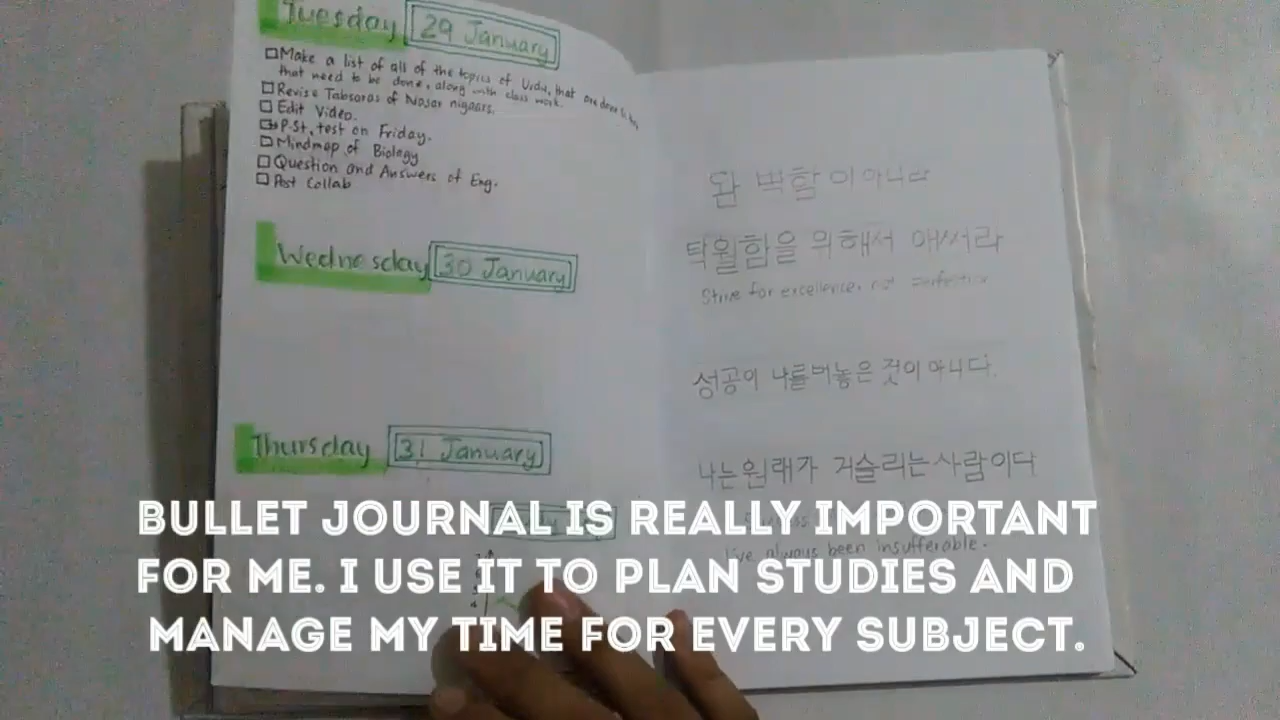 Tuesday 29 January
Make a list of all of the topics of Urdu, that are done
that need to be done, along with class work.
Revise Tabsaras of Nasar nigaars.
Edit Video.
P.St. test on Friday.
Mindmap of Biology
Question and Answers of Eng.
Post Collab
Wednesday 30 January
Thursday 31 January
완벽함이 아니라
탁월함을 위해서 애써라
Strive for excellence, not perfection
성공이 나를 며놓은 것이 아니다.
나는 원래가 거슬리는 사람이다
I've always been insufferable.
BULLET JOURNAL IS REALLY IMPORTANT
FOR ME. I USE IT TO PLAN STUDIES AND
MANAGE MY TIME FOR EVERY SUBJECT.